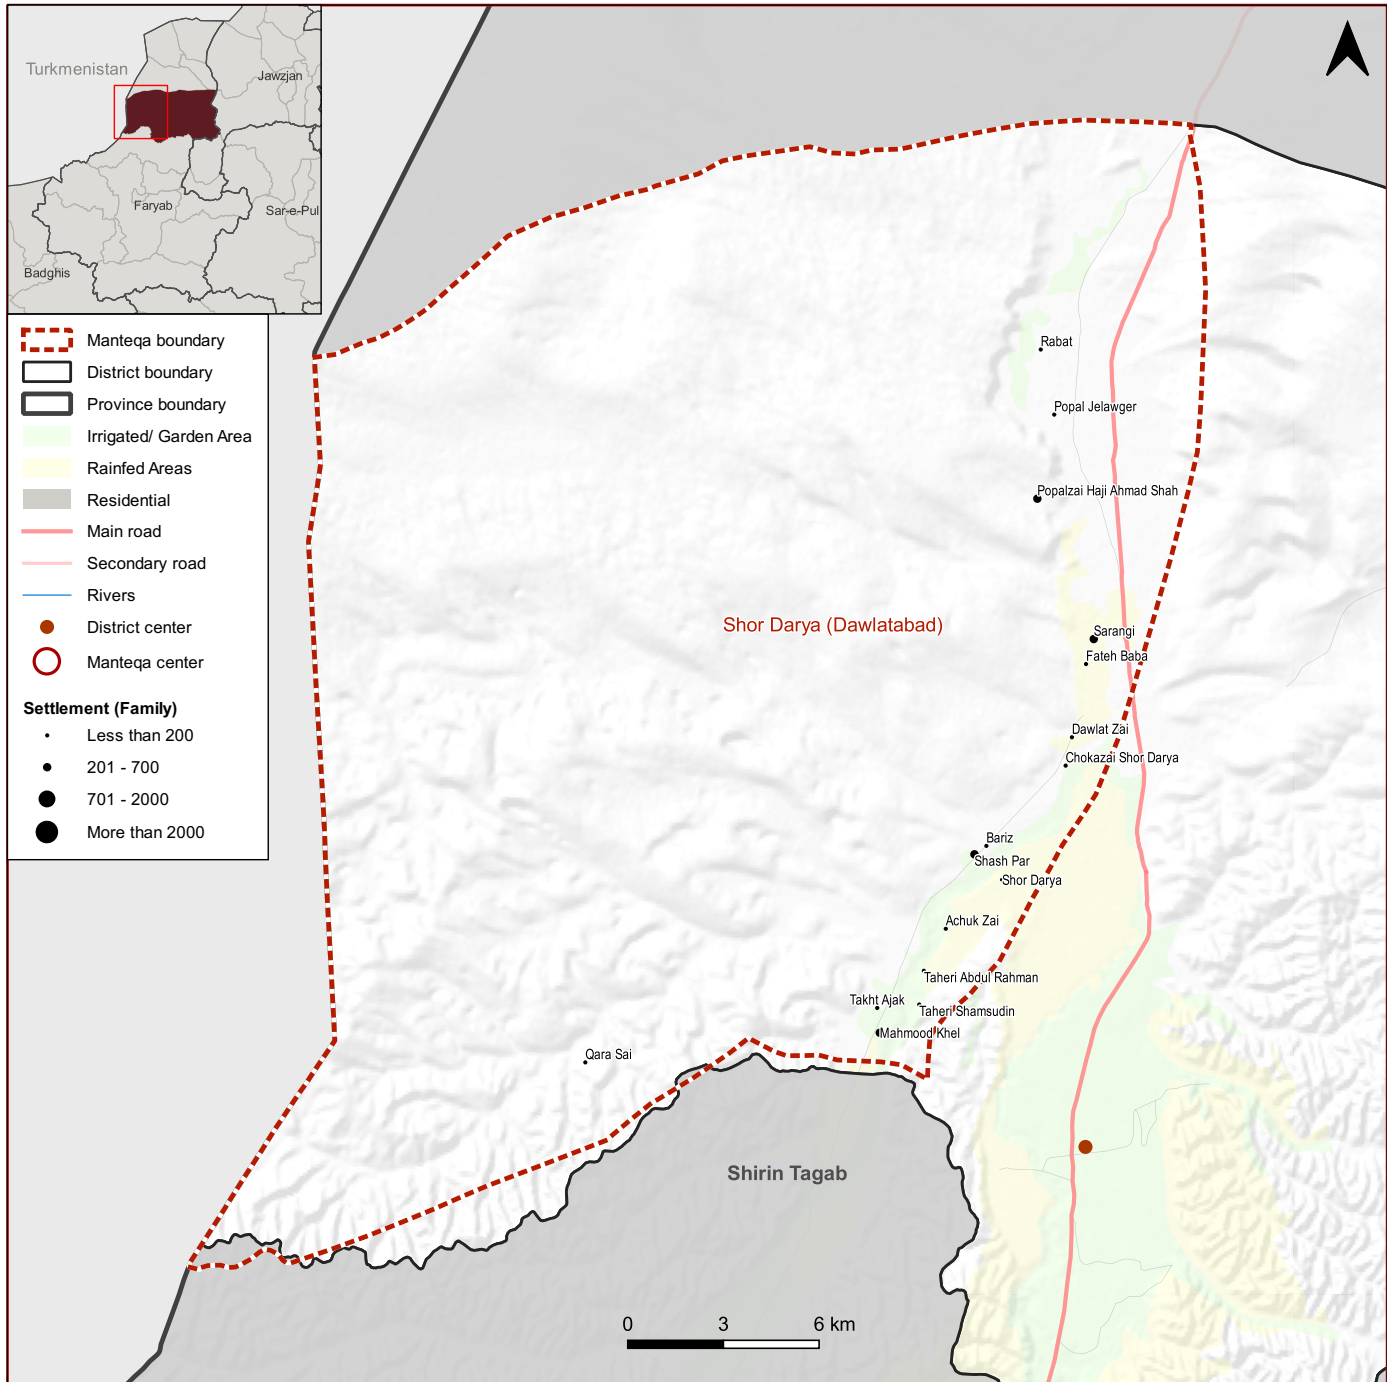 Turkmenistan
Jawzjan
Faryab
Sar-e-Pul
Badghis
Manteqa boundary
District boundary
Province boundary
Irrigated/ Garden Area
Rainfed Areas
Residential
Main road
Secondary road
Rivers
District center
Manteqa center
Settlement (Family)
Less than 200
201 - 700
701 - 2000
More than 2000
Rabat
Popal Jelawger
Popalzai Haji Ahmad Shah
Shor Darya (Dawlatabad)
Sarangi
Fateh Baba
Dawlat Zai
Chokazai Shor Darya
Bariz
Shash Par
Shor Darya
Achuk Zai
Taheri Abdul Rahman
Takht Ajak
Taheri Shamsudin
Mahmood Khel
Qara Sai
Shirin Tagab
0 3 6 km